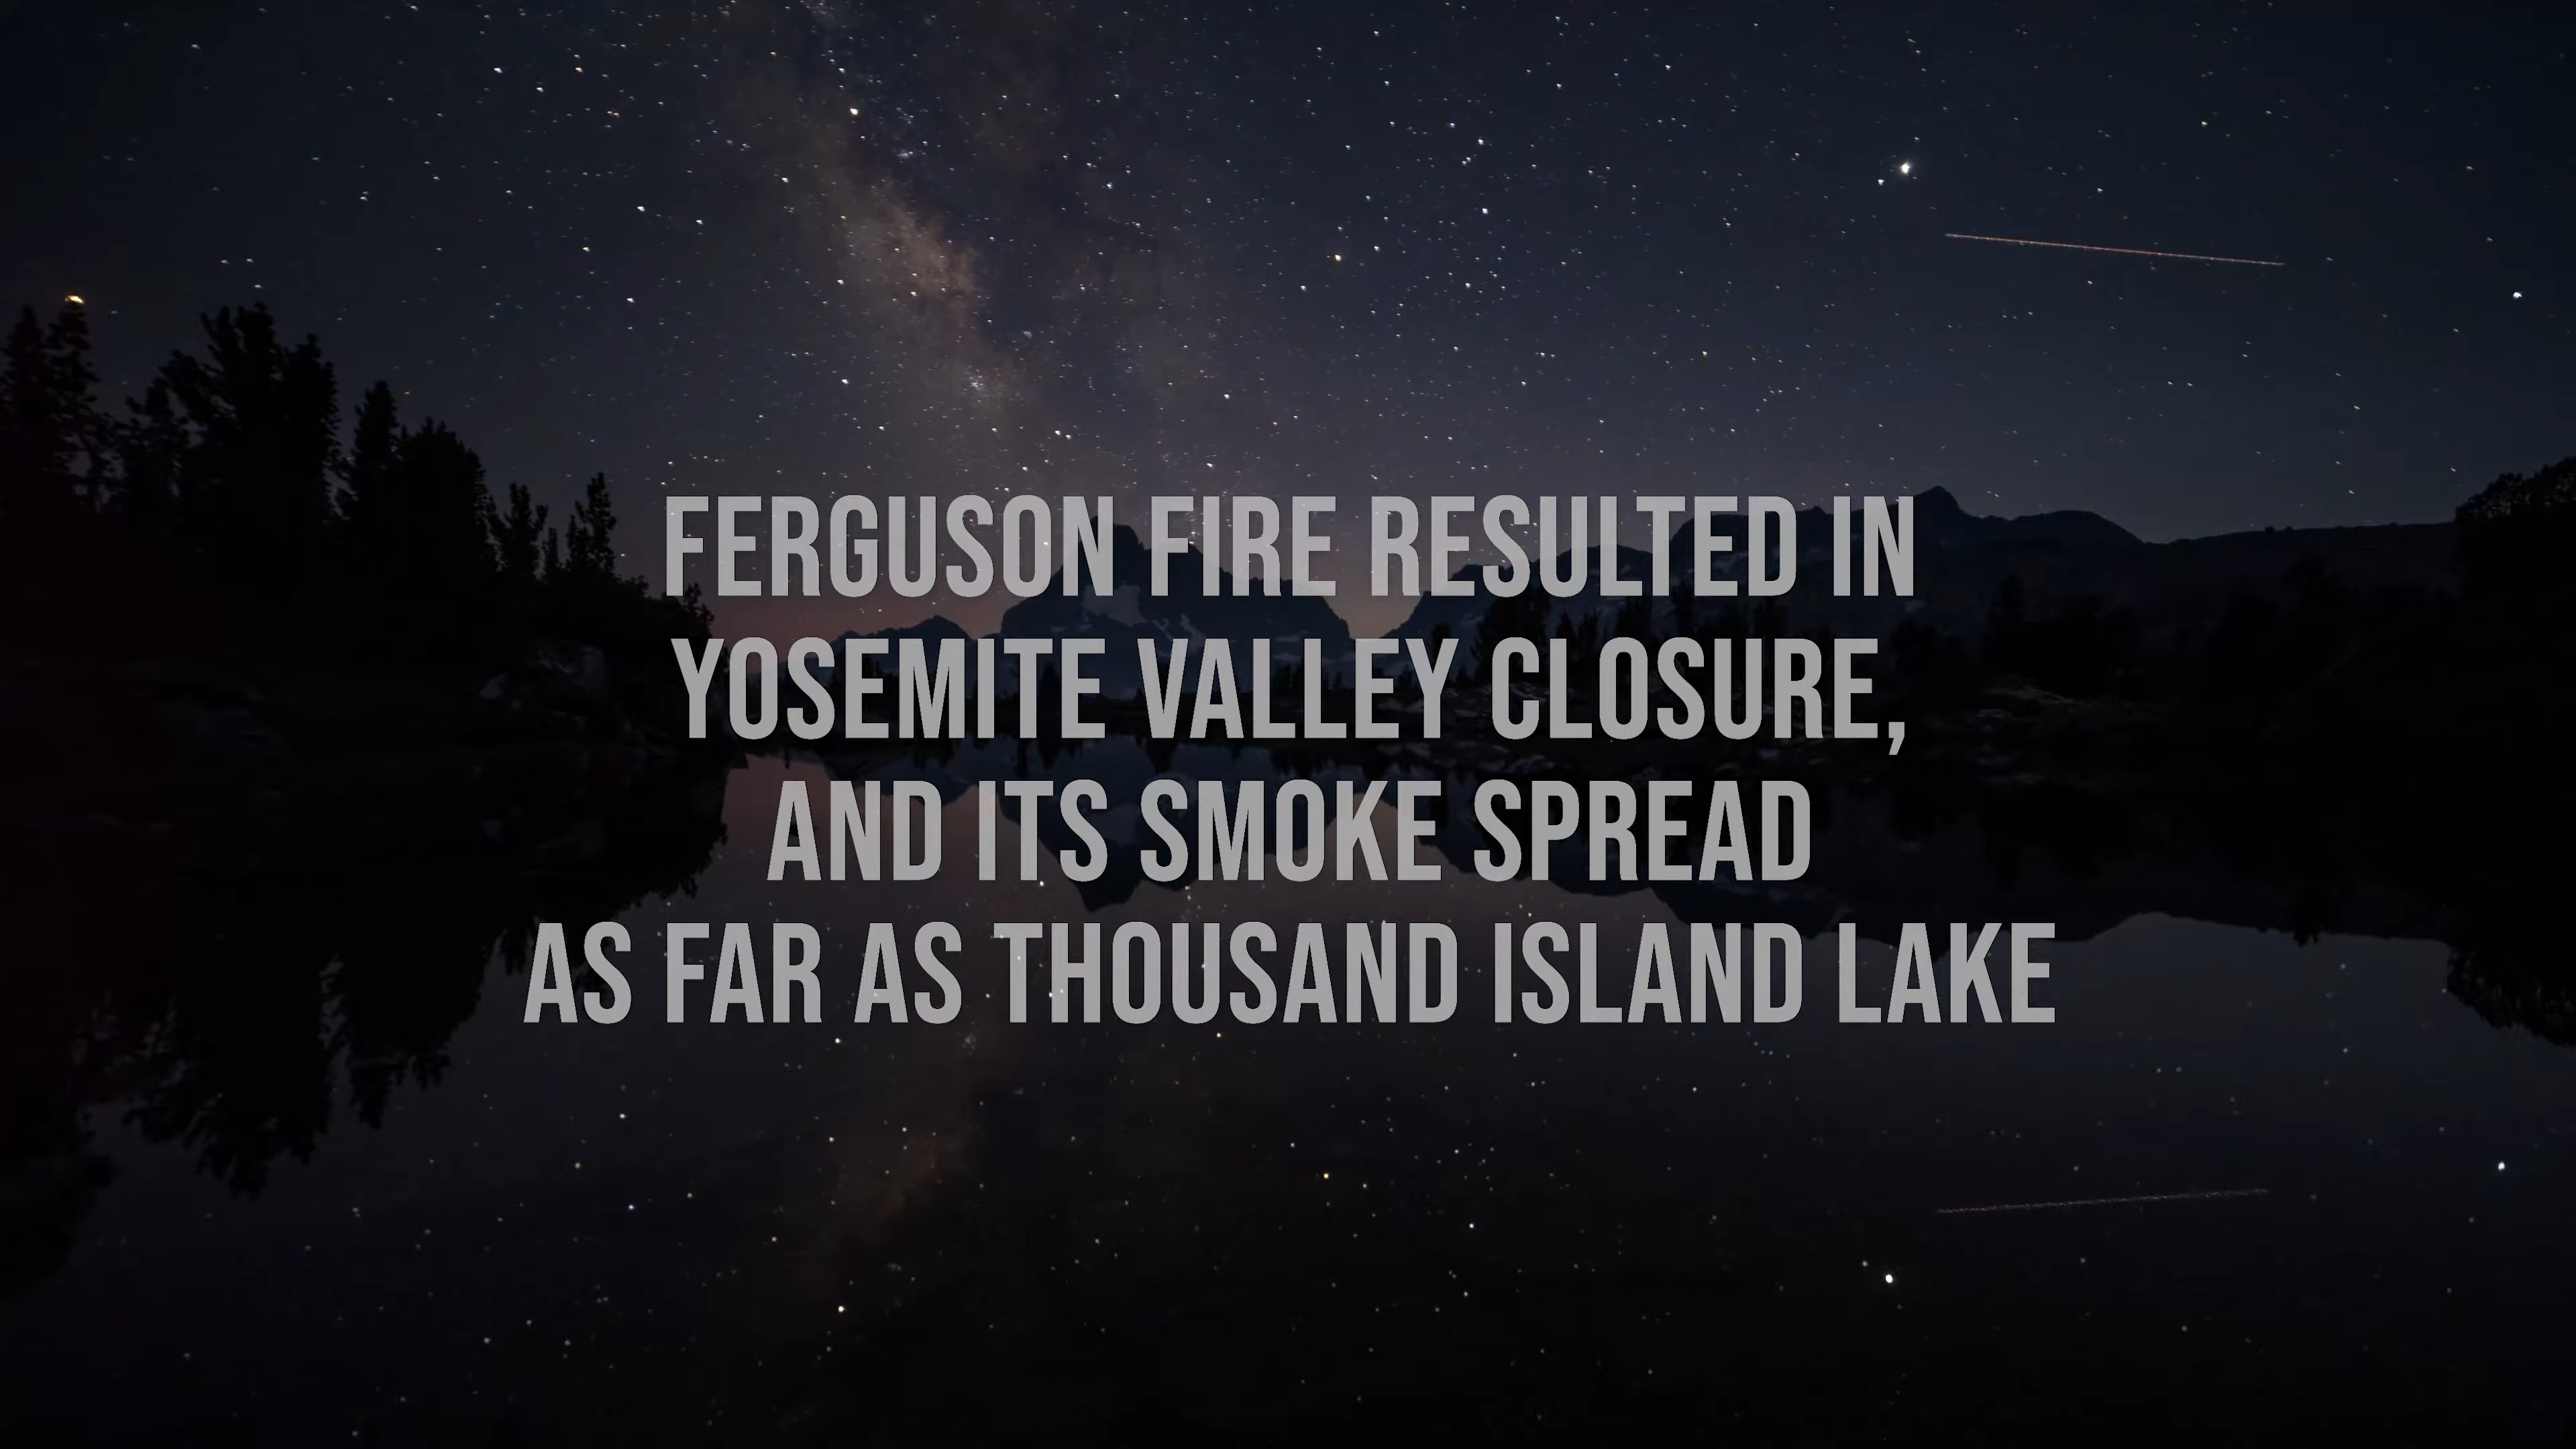 FERGUSON FIRE RESULTED IN
YOSEMITE VALLEY CLOSURE,
AND ITS SMOKE SPREAD
AS FAR AS THOUSAND ISLAND LAKE